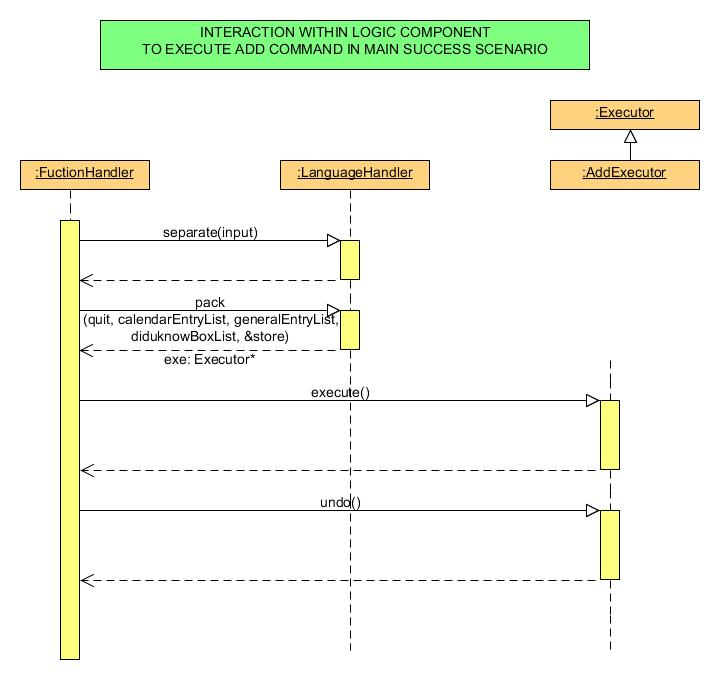 INTERACTION WITHIN LOGIC COMPONENT
TO EXECUTE ADD COMMAND IN MAIN SUCCESS SCENARIO
:Executor
:FuctionHandler
:LanguageHandler
:AddExecutor
separate(input)
pack
(quit, calendarEntryList, generalEntryList,
diduknowBoxList, &store)
exe: Executor*
execute()
undo()